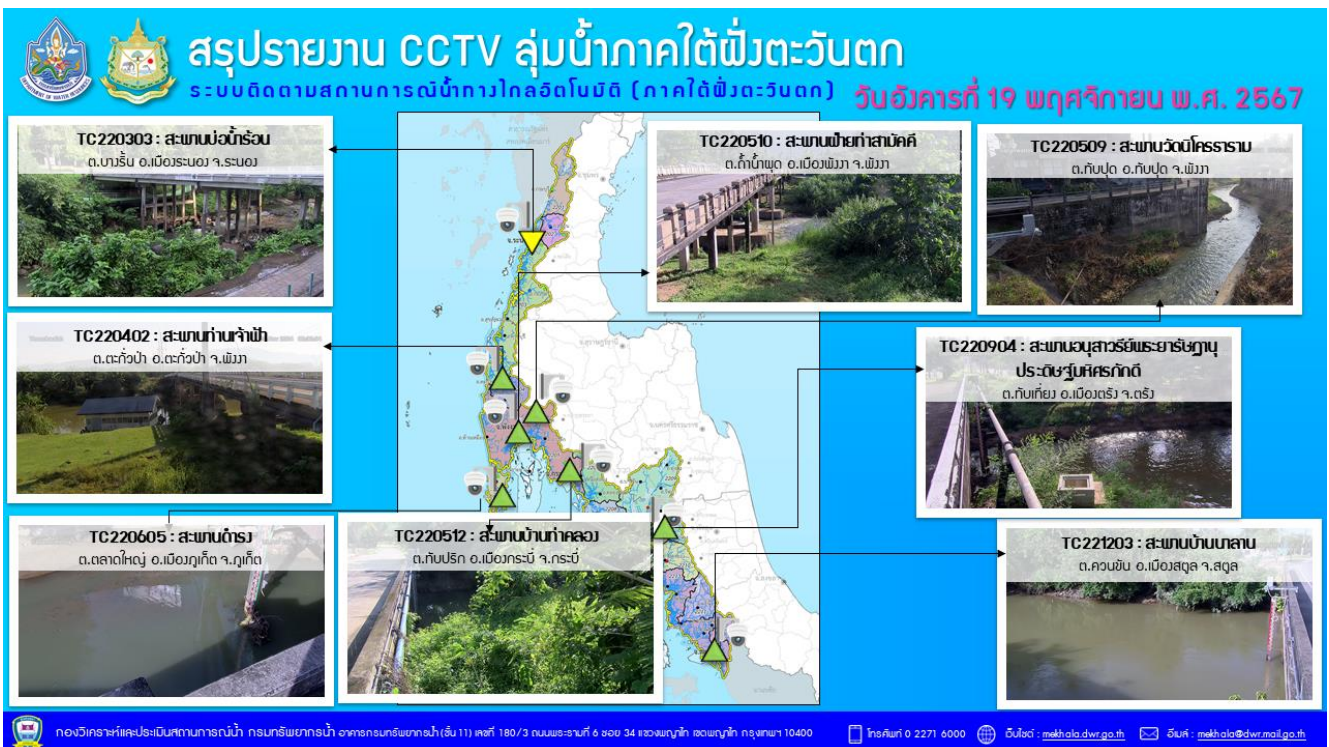 สรุปรายงาน CCTV ลุ่มน้ำภาคใต้ฝั่งตะวันตก
ระบบติดตามสถานการณ์น้ำทางไกลอัตโนมัติ (ภาคใต้ฝั่งตะวันตก)
วันอังคารที่ 19 พฤศจิกายน พ.ศ. 2567
TC220303 : สะพานบ่อน้ำร้อน
ต.บางริ้น อ.เมืองระนอง จ.ระนอง
TC220510 : สะพานฝ่ายท่าสามัคคี
ต.ถ้ำน้ำผุด อ.เมืองพังงา จ.พังงา
TC220509 : สะพานวัดนิโครธาราม
ต.ทับปุด อ.ทับปุด จ.พังงา
TC220402 : สะพานท่านเจ้าฟ้า
ต.ตะกั่วป่า อ.ตะกั่วป่า จ.พังงา
TC220904 : สะพานอนุสาวรีย์พระยารัษฎานุ
ประดิษฐ์มหิศรภักดี
ต.ทับเที่ยง อ.เมืองตรัง จ.ตรัง
TC220605 : สะพานดำรง
ต.ตลาดใหญ่ อ.เมืองภูเก็ต จ.ภูเก็ต
TC220512 : สะพานบ้านท่าคลอง
ต.ทับปริก อ.เมืองกระบี่ จ.กระบี่
TC221203 : สะพานบ้านบาลาน
ต.ควนขัน อ.เมืองสตูล จ.สตูล
กองวิเคราะห์และประเมินสถานการณ์น้ำ กรมทรัพยากรน้ำ อาคารกรมทรัพยากรน้ำ(ชั้น 11) เลขที่ 180/3 ถนนพระรามที่ 6 ซอย 34 แขวงพญาไท เขตพญาไท กรุงเทพฯ 10400
โทรศัพท์ 0 2271 6000
เว็บไซต์ : mekhala.dwr.go.th
อีเมล์ : mekhala@dwr.mail.go.th